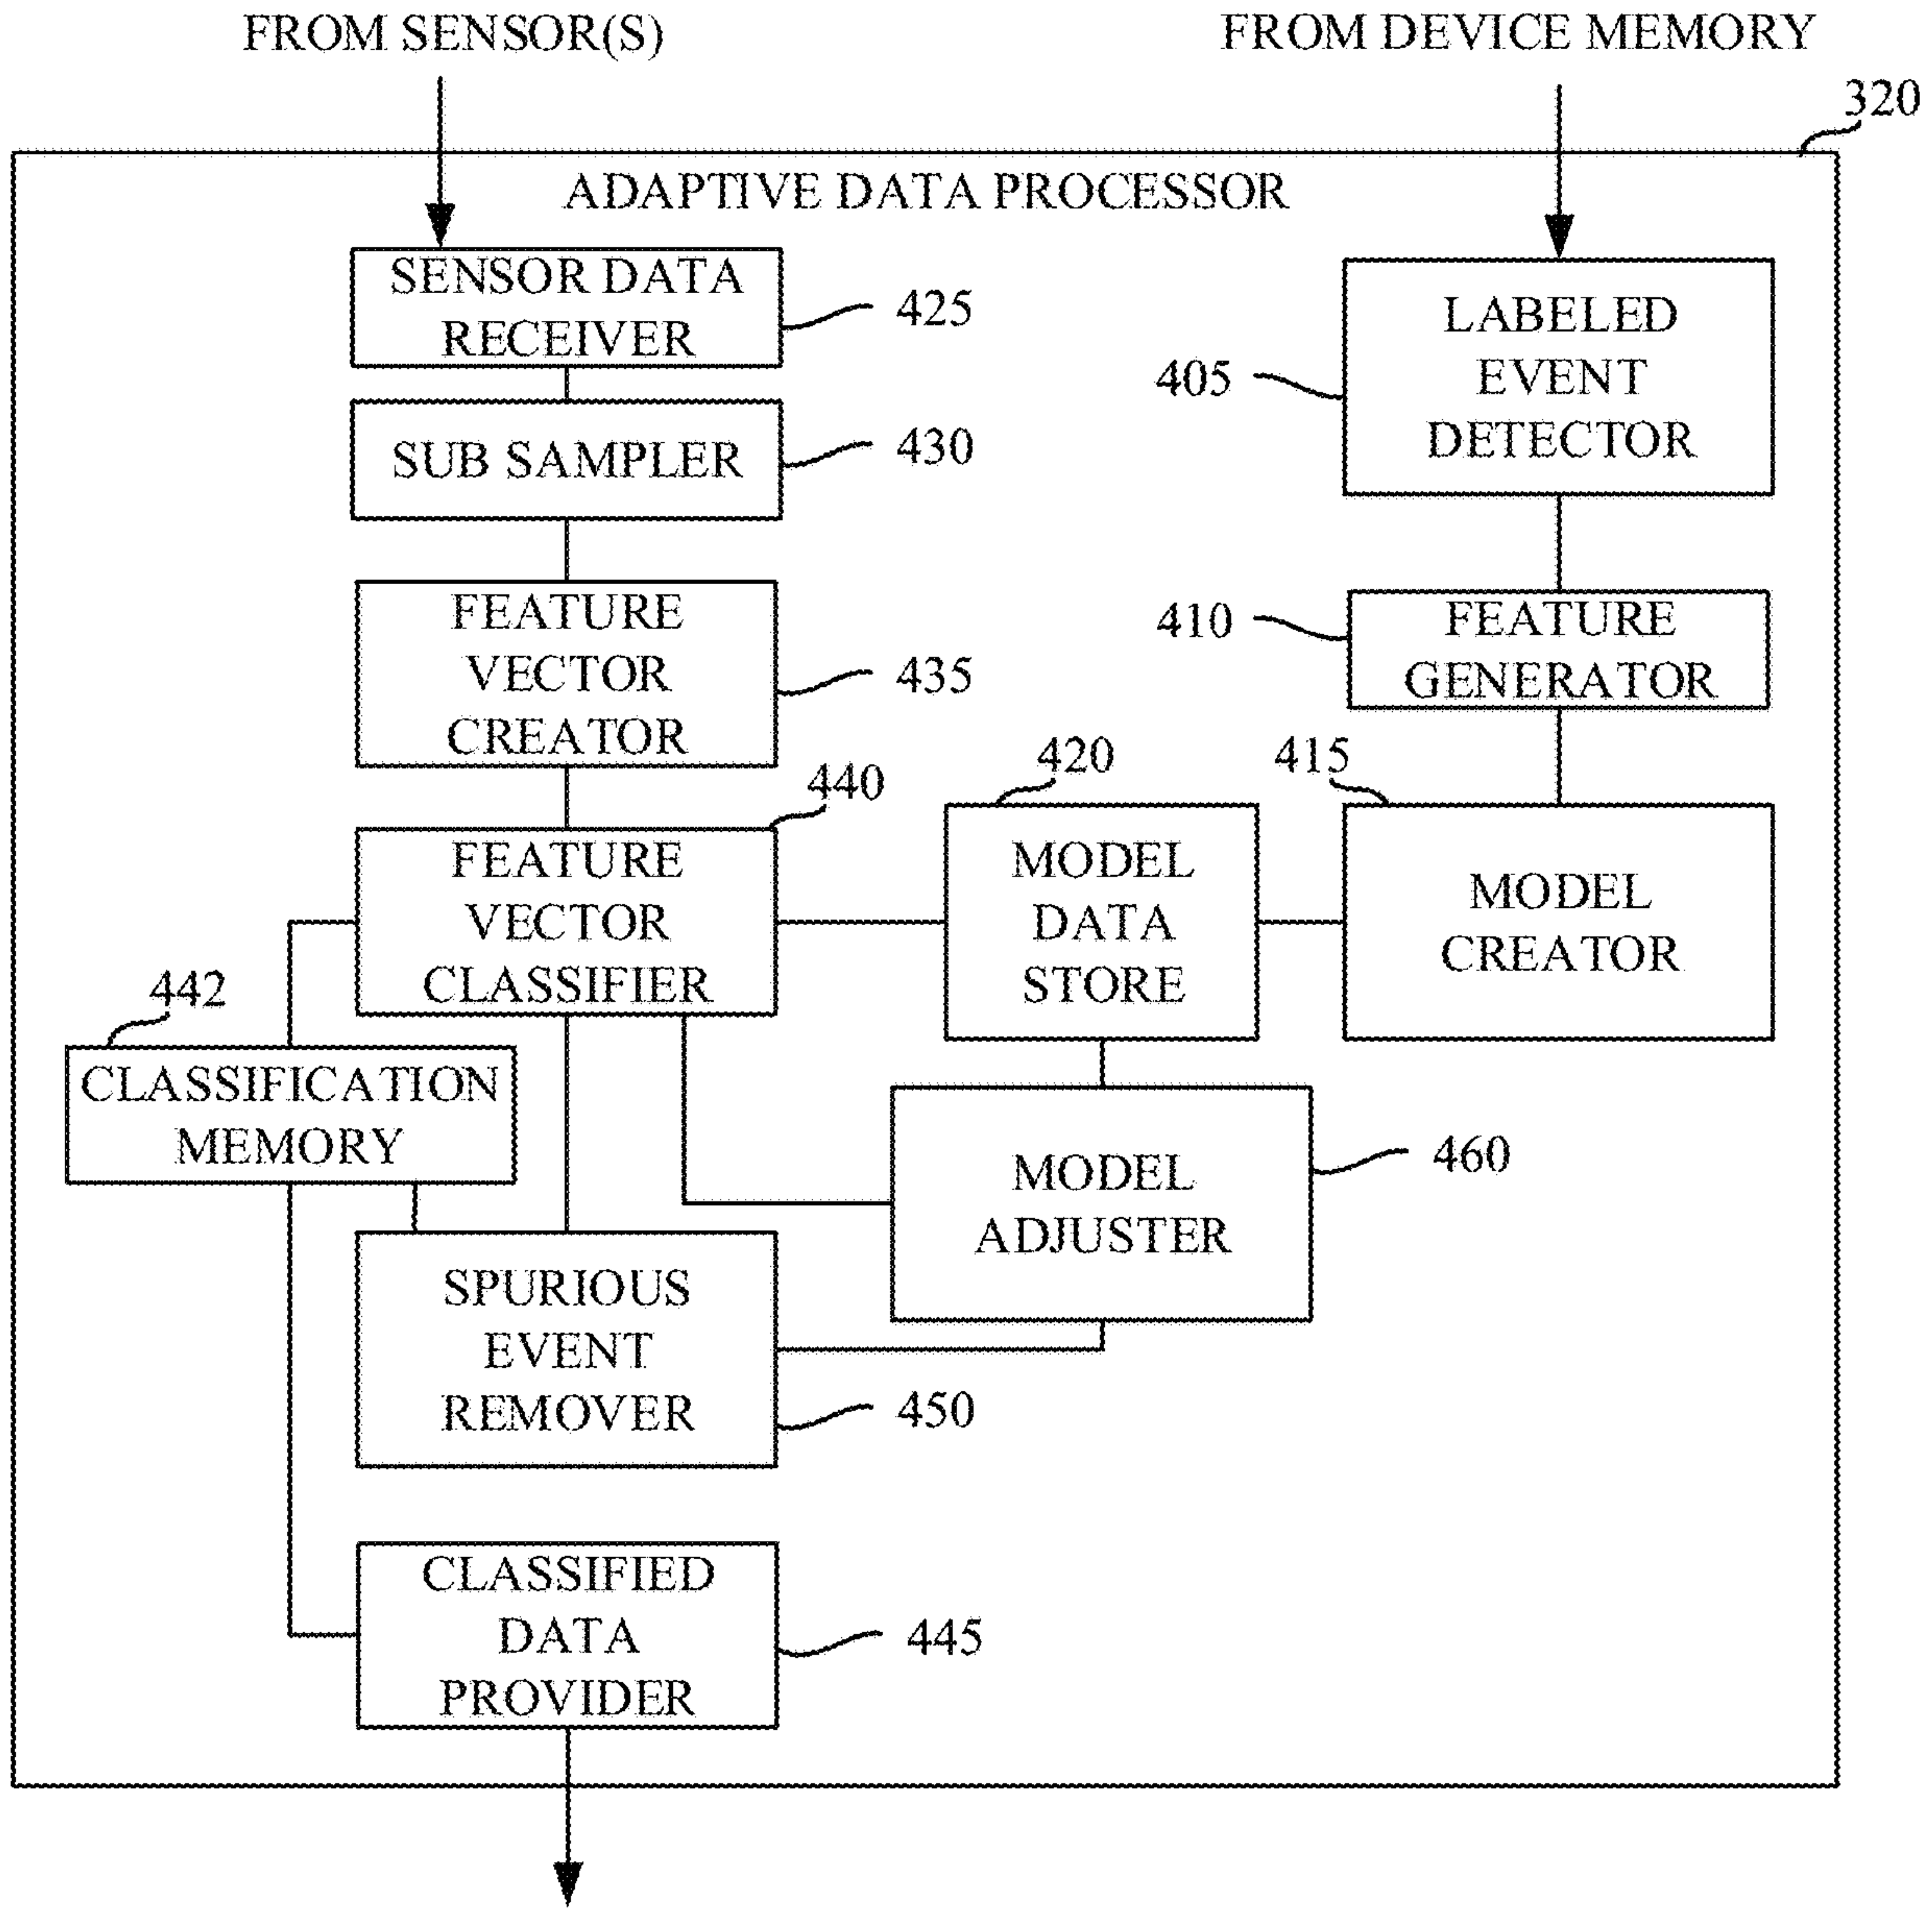 FROM SENSOR(S)
FROM DEVICE MEMORY
320
ADAPTIVE DATA PROCESSOR
SENSOR DATA
RECEIVER
425
LABELED
EVENT
DETECTOR
405
SUB SAMPLER
430
FEATURE
VECTOR
CREATOR
435
FEATURE
GENERATOR
410
440
FEATURE
VECTOR
CLASSIFIER
420
MODEL
DATA
STORE
415
MODEL
CREATOR
442
CLASSIFICATION
MEMORY
MODEL
ADJUSTER
460
SPURIOUS
EVENT
REMOVER
450
CLASSIFIED
DATA
PROVIDER
445